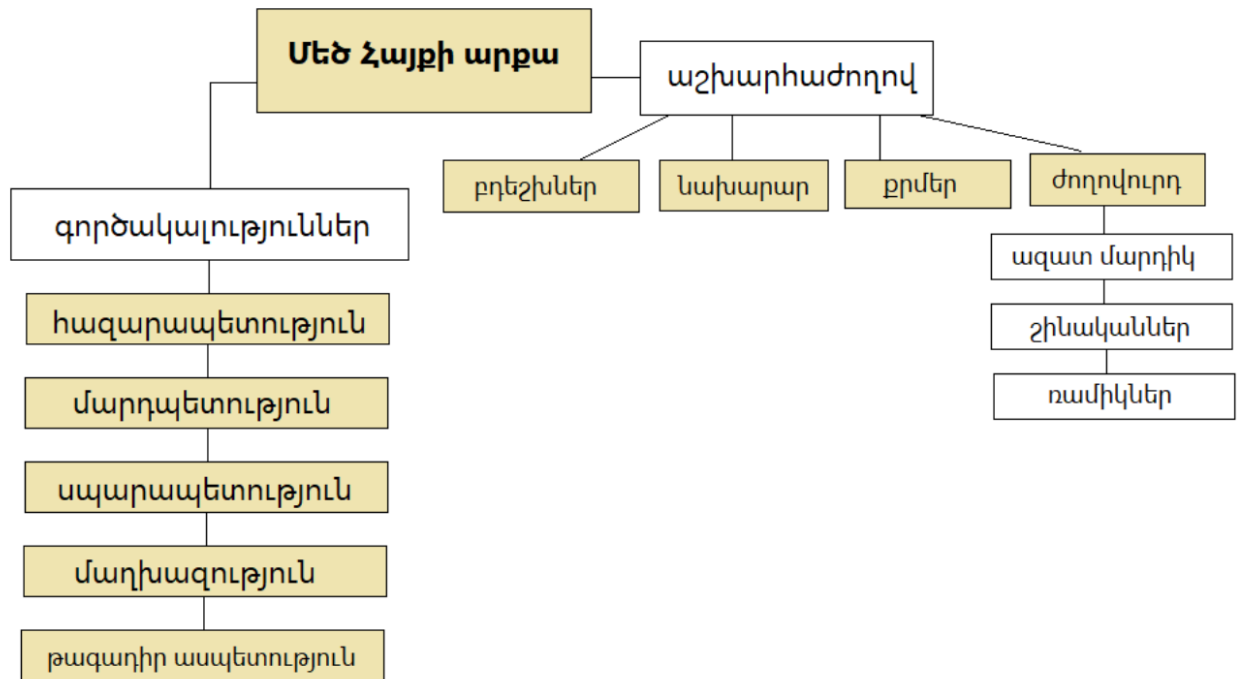 Մեծ Հայքի արքա
աշխարհաժողով
բդեշխներ
նախարար
քրմեր
ժողովուրդ
ազատ մարդիկ
շինականներ
ռամիկներ
գործակալություններ
հազարապետություն
մարդպետություն
սպարապետություն
մաղխազություն
թագադիր ասպետություն